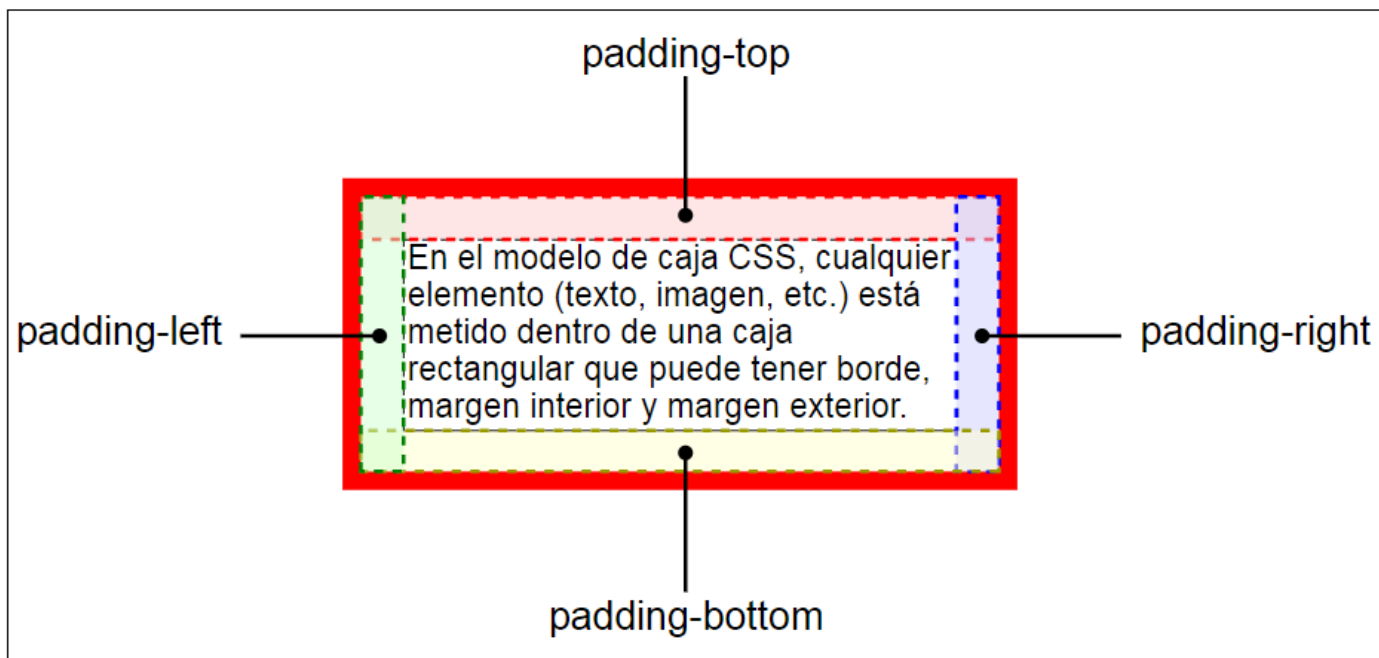 padding-top
En el modelo de caja CSS, cualquier
elemento (texto, imagen, etc.) está
metido dentro de una caja
rectangular que puede tener borde,
margen interior y margen exterior.
padding-left
padding-right
padding-bottom